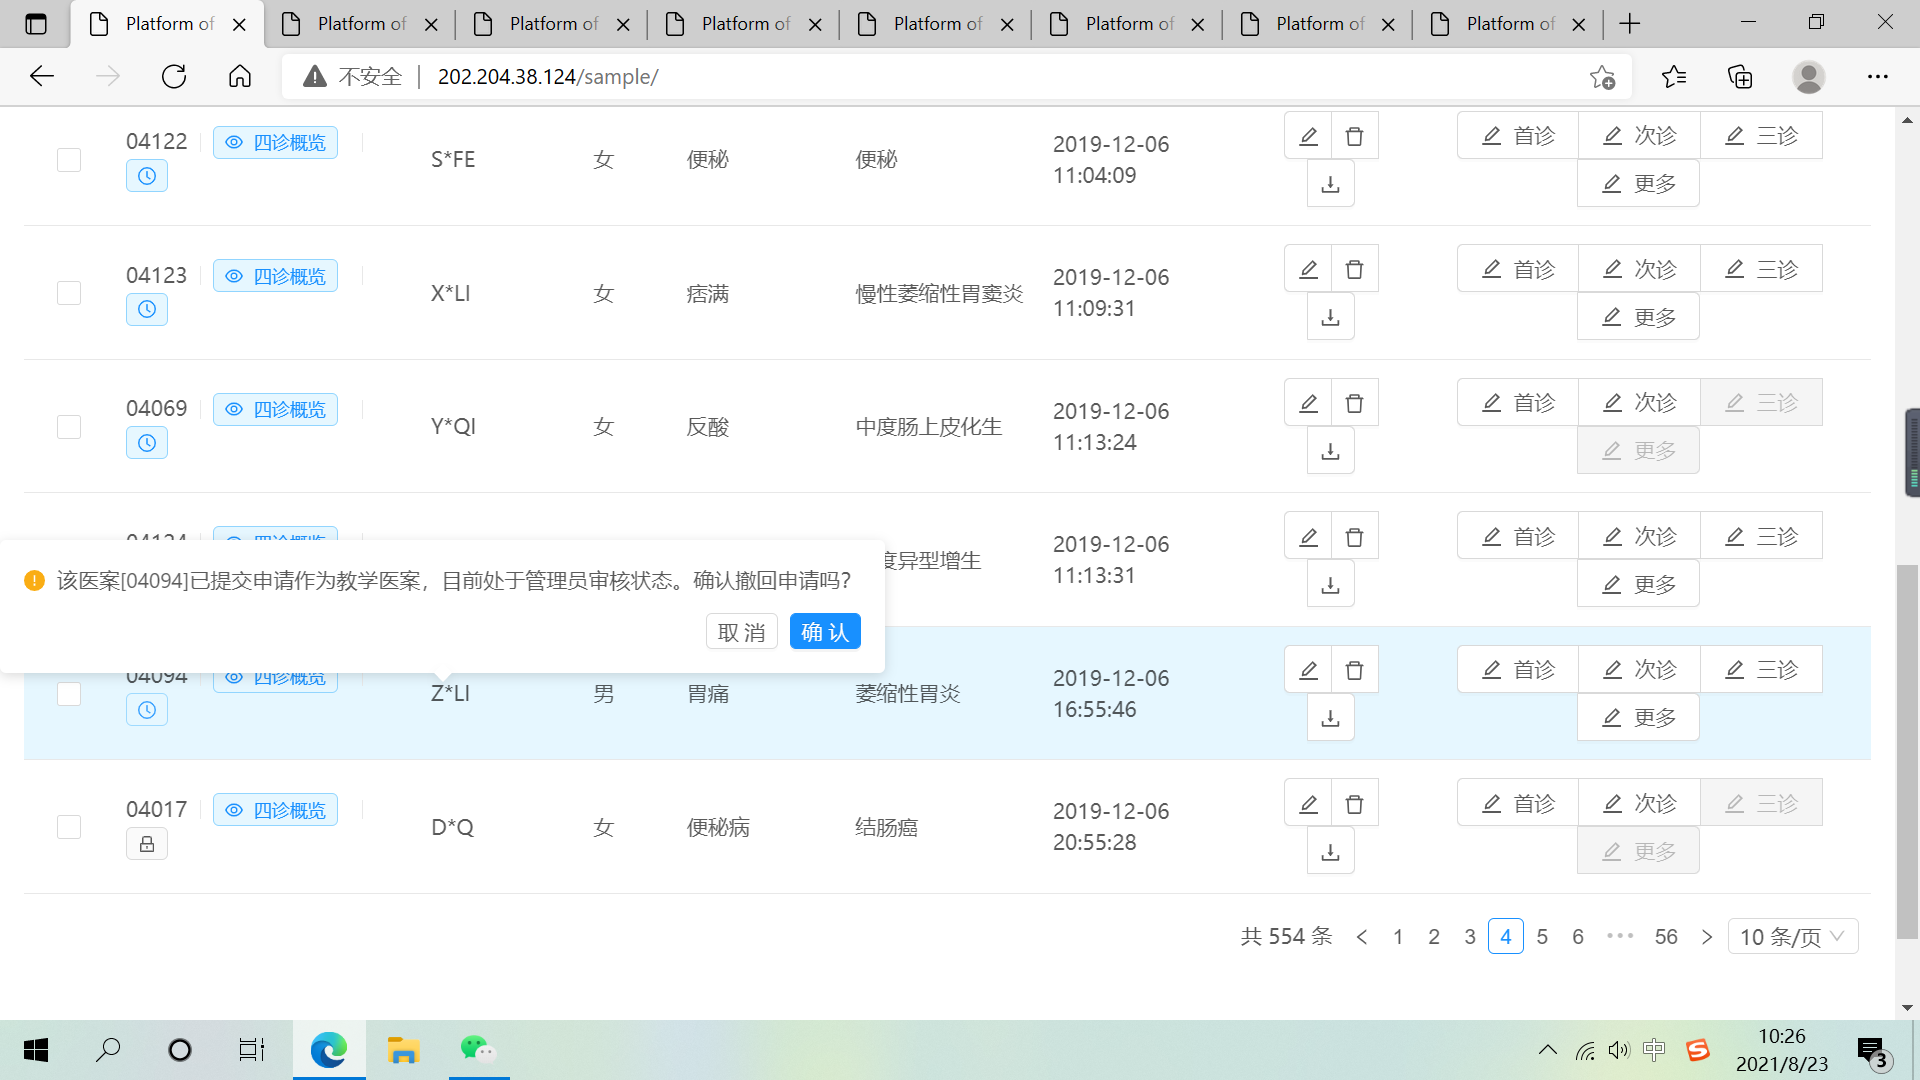 Platform of
Platform of
Platform of
Platform of
Platform of
Platform of
Platform of
Platform of
不安全
202.204.38.124/sample/
04122 四诊概览 S*FE 女 便秘 便秘 2019-12-06 11:04:09 首诊 次诊 三诊
更多
04123 四诊概览 X*LI 女 痞满 慢性萎缩性胃窦炎 2019-12-06 11:09:31 首诊 次诊 三诊
更多
04069 四诊概览 Y*QI 女 反酸 中度肠上皮化生 2019-12-06 11:13:24 首诊 次诊 三诊
更多
04124 四诊概览 度异型增生 2019-12-06 11:13:31 首诊 次诊 三诊
更多
该医案[04094]已提交申请作为教学医案，目前处于管理员审核状态。确认撤回申请吗?
取 消 确 认
04094 四诊概览 Z*LI 男 胃痛 萎缩性胃炎 2019-12-06 16:55:46 首诊 次诊 三诊
更多
04017 四诊概览 D*Q 女 便秘病 结肠癌 2019-12-06 20:55:28 首诊 次诊 三诊
更多
共 554 条 < 1 2 3 4 5 6 ••• 56 > 10 条/页
中
10:26
2021/8/23
3